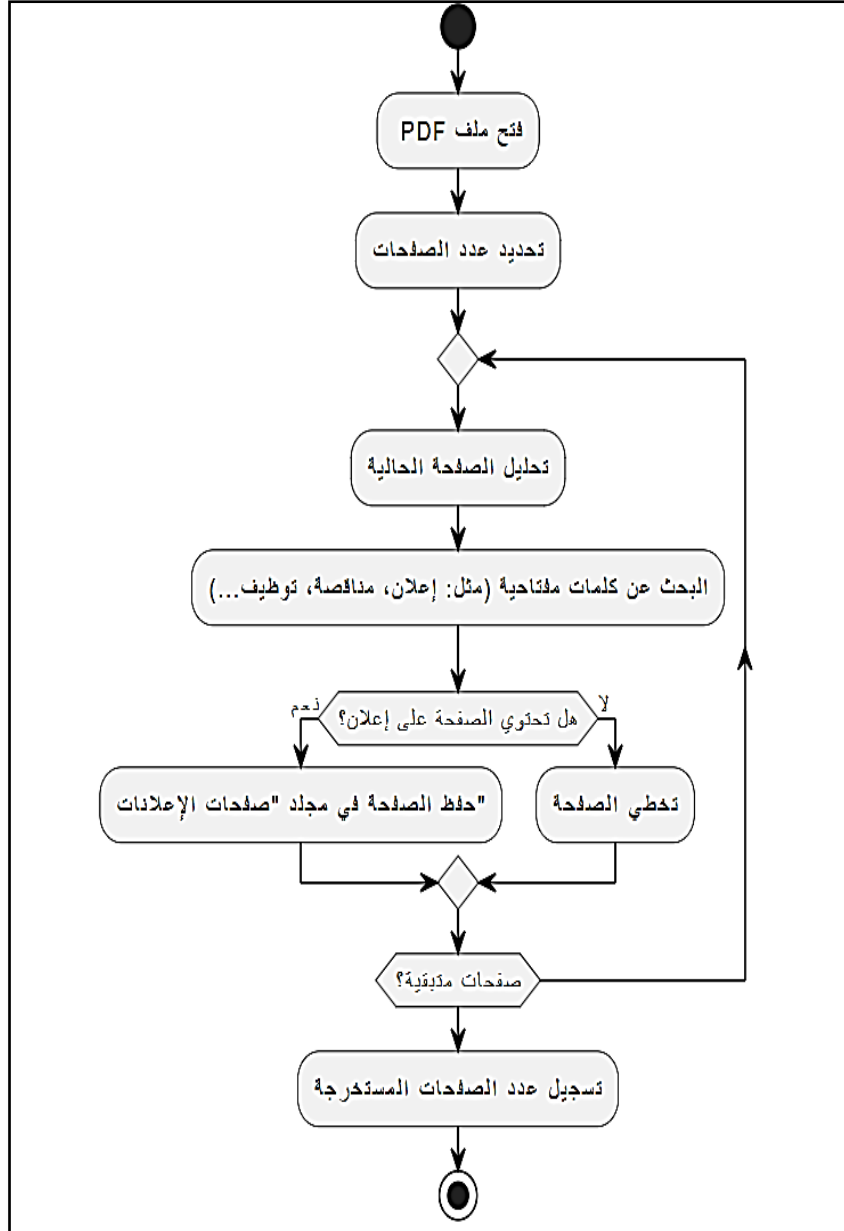 فتح ملف PDF
تحديد عدد الصفحات
تحليل الصفحة الحالية
البحث عن كلمات مفتاحية (مثل: إعلان، مناقصة، توظيف...)
هل تحتوي الصفحة على إعلان؟
نعم
لا
حفظ الصفحة في مجلد "صفحات الإعلانات"
تخطي الصفحة
صفحات متبقية؟
تسجيل عدد الصفحات المستخرجة